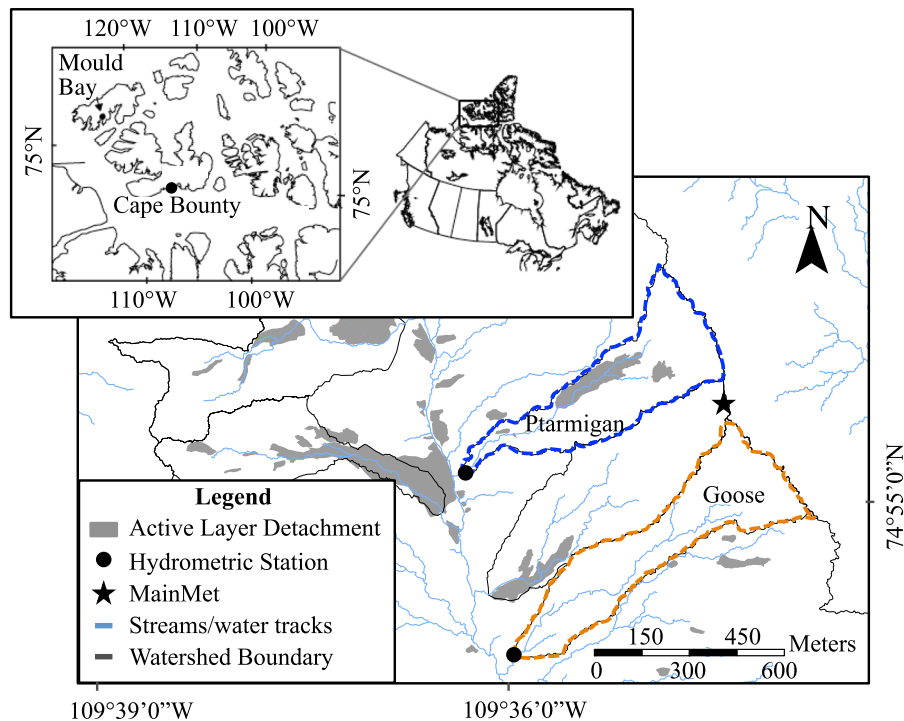 120°W 110°W 100°W
Mould
Bay
75°N
Cape Bounty
75°N
110°W 100°W
N
Ptarmigan
Goose
74°55'0"N
Legend
Active Layer Detachment
Hydrometric Station
MainMet
Streams/water tracks
Watershed Boundary
150 450 Meters
0 300 600
109°39'0"W 109°36'0"W